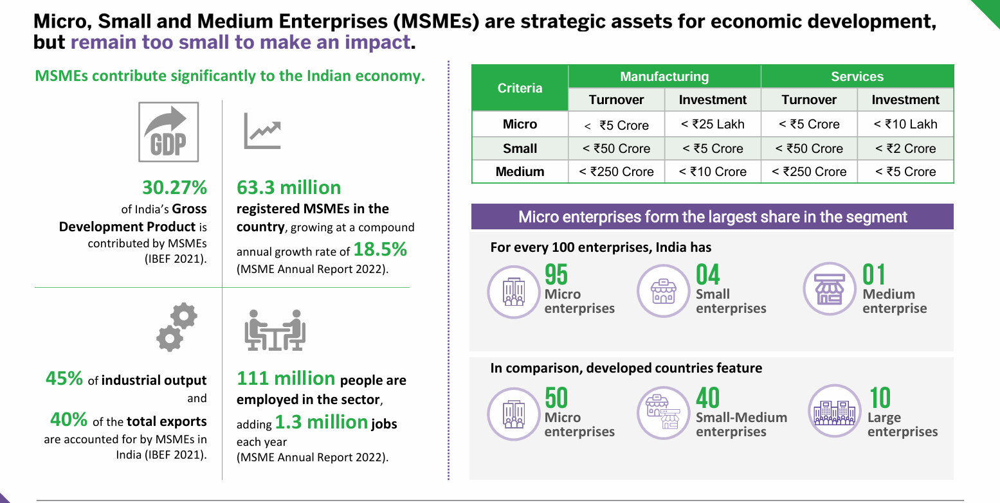 Micro, Small and Medium Enterprises (MSMEs) are strategic assets for economic development,
but remain too small to make an impact.
MSMEs contribute significantly to the Indian economy.
GDP
30.27%
of India's Gross
Development Product is
contributed by MSMEs
(IBEF 2021).
63.3 million
registered MSMEs in the
country, growing at a compound
annual growth rate of 18.5%
(MSME Annual Report 2022).
45% of industrial output
and
40% of the total exports
are accounted for by MSMEs in
India (IBEF 2021).
111 million people are
employed in the sector,
adding 1.3 million jobs
each year
(MSME Annual Report 2022).
Criteria Manufacturing Services
Turnover Investment Turnover Investment
Micro < ₹5 Crore < ₹25 Lakh < ₹5 Crore < ₹10 Lakh
Small < ₹50 Crore < ₹5 Crore < ₹50 Crore < ₹2 Crore
Medium < ₹250 Crore < ₹10 Crore < ₹250 Crore < ₹5 Crore
Micro enterprises form the largest share in the segment
For every 100 enterprises, India has
95
Micro
enterprises
04
Small
enterprises
01
Medium
enterprise
In comparison, developed countries feature
50
Micro
enterprises
40
Small-Medium
enterprises
10
Large
enterprises